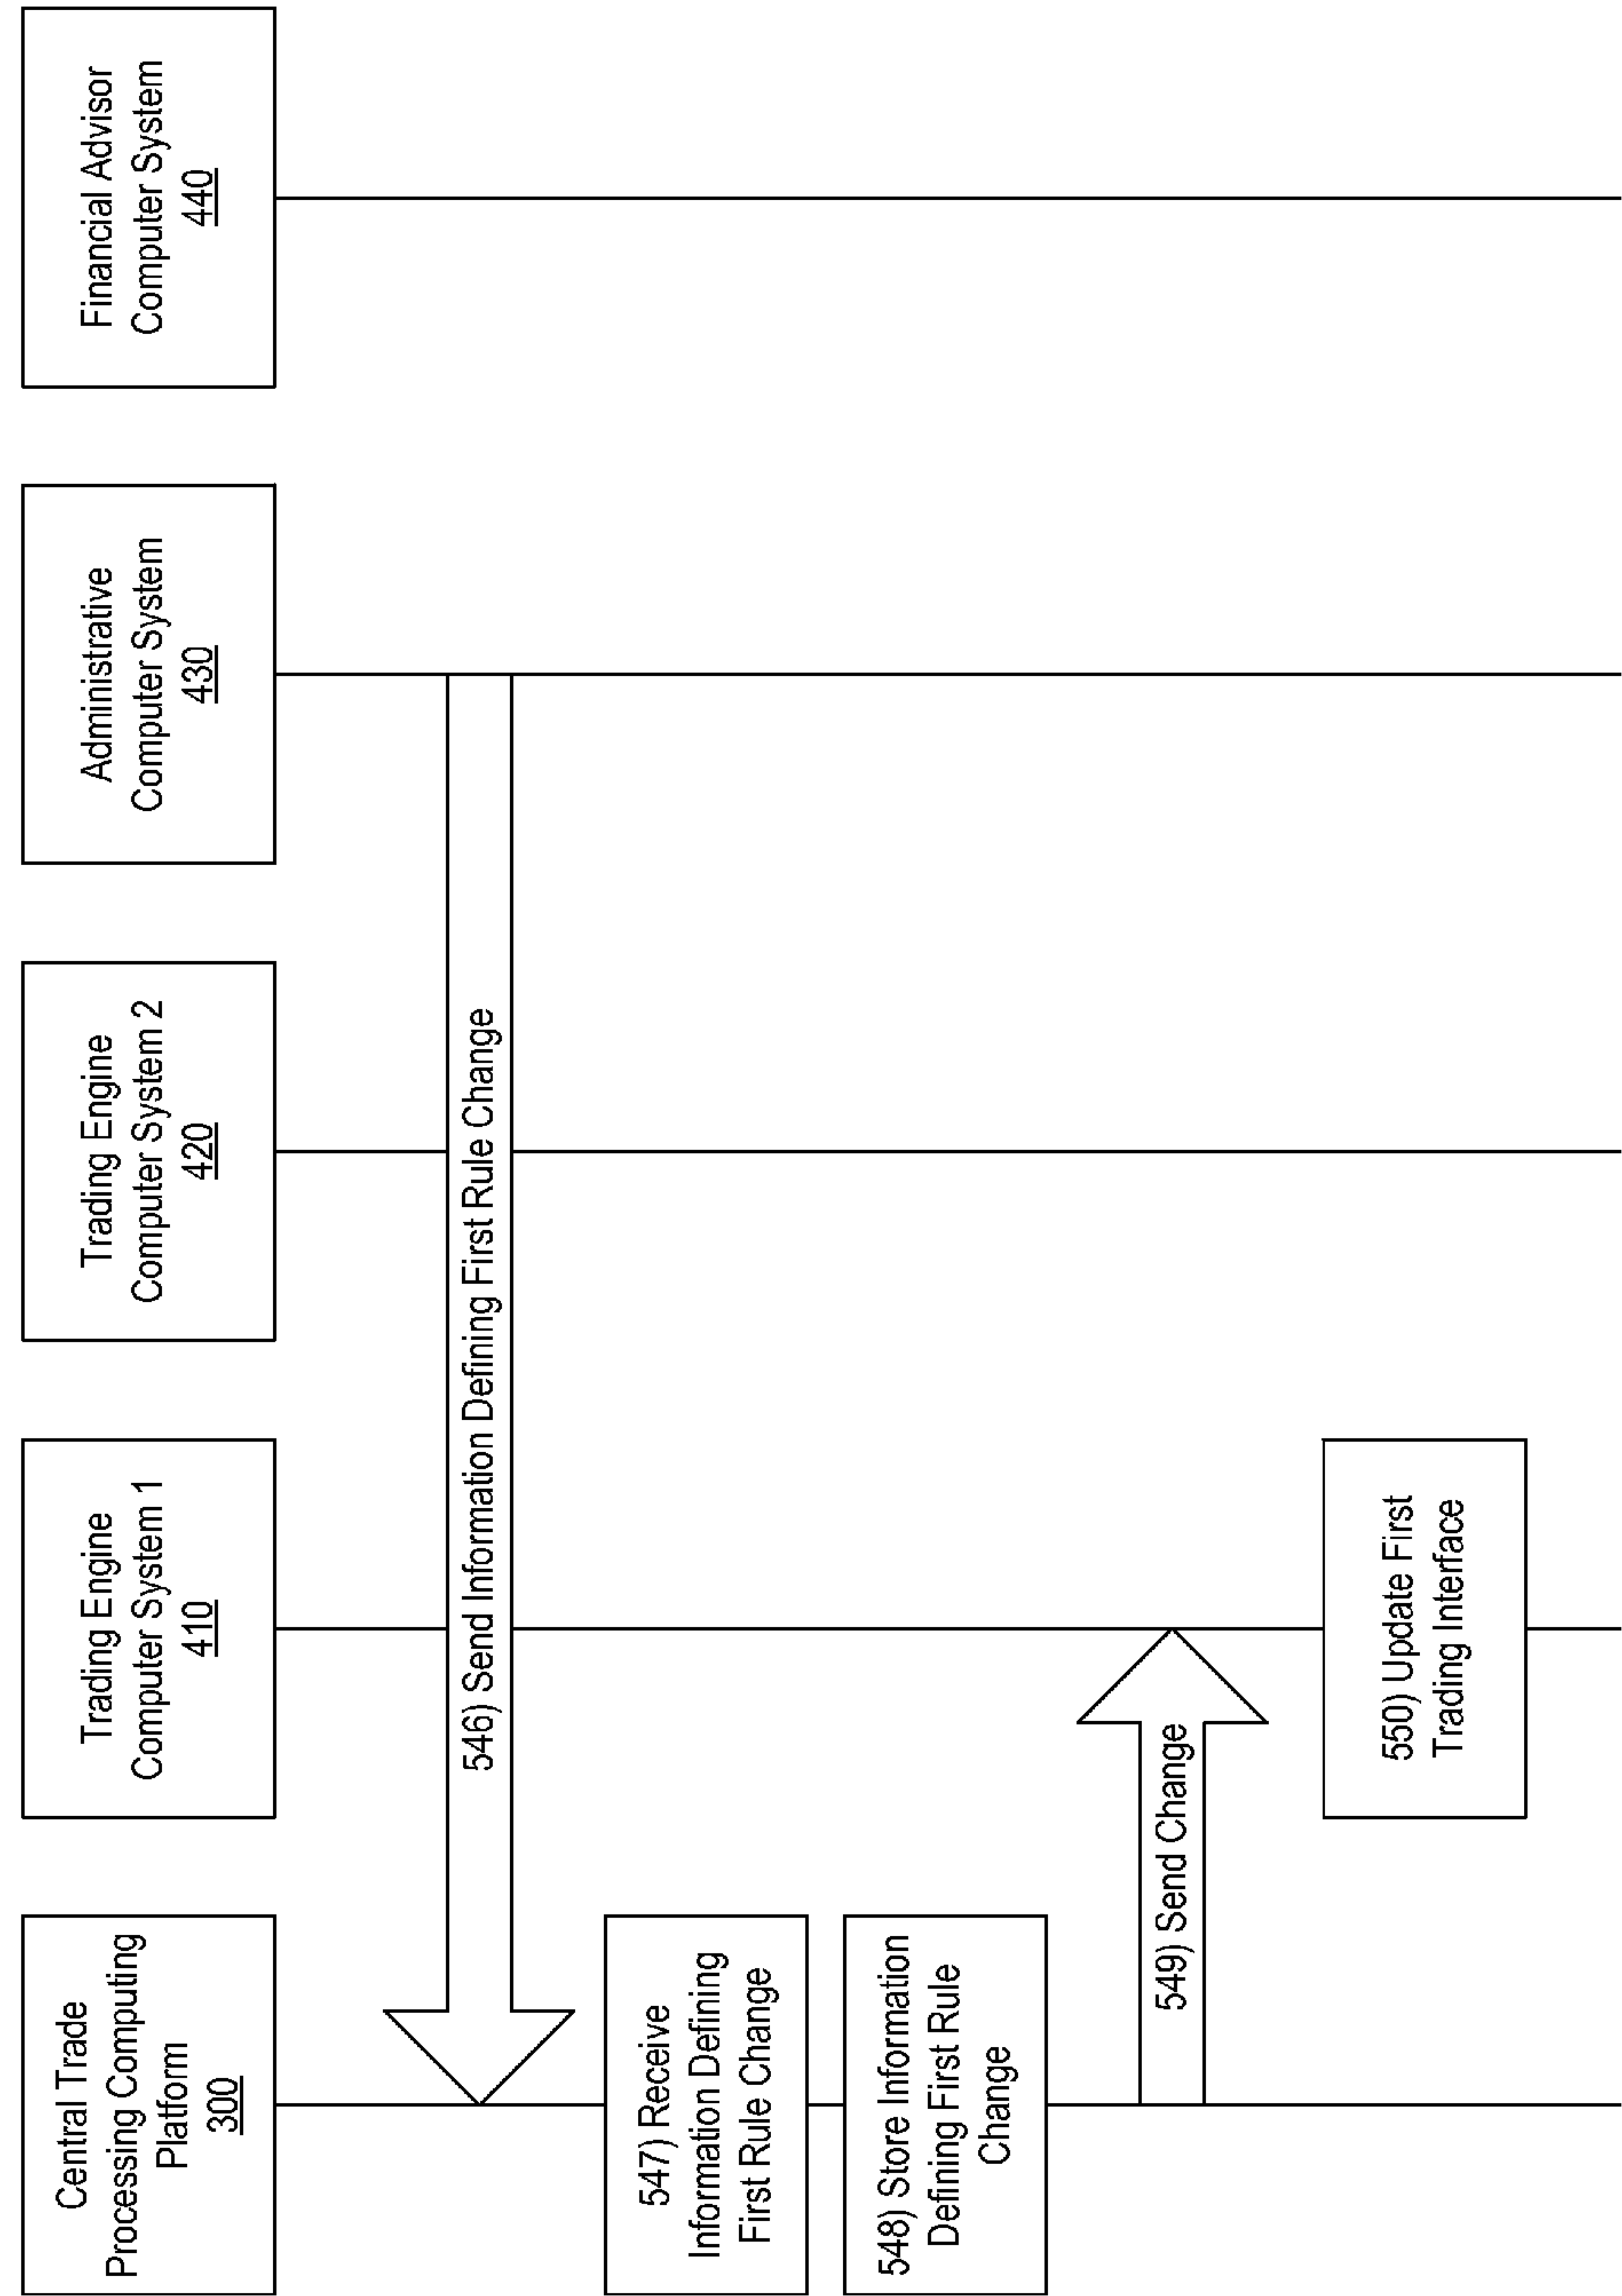 Central Trade
Processing Computing
Platform
300
Trading Engine
Computer System 1
410
Trading Engine
Computer System 2
420
Administrative
Computer System
430
Financial Advisor
Computer System
440
546) Send Information Defining First Rule Change
547) Receive
Information Defining
First Rule Change
548) Store Information
Defining First Rule
Change
549) Send Change
550) Update First
Trading Interface